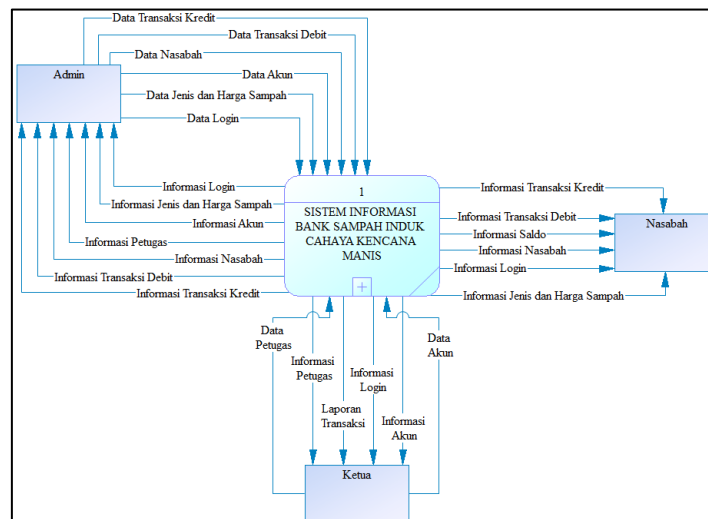 Data Transaksi Kredit
Data Transaksi Debit
Data Nasabah
Admin
Data Akun
Data Jenis dan Harga Sampah
Data Login
1
SISTEM INFORMASI
BANK SAMPAH INDUK
CAHAYA KENCANA
MANIS
Informasi Login
Informasi Jenis dan Harga Sampah
Informasi Akun
Informasi Petugas
Informasi Nasabah
Informasi Transaksi Debit
Informasi Transaksi Kredit
Informasi Transaksi Kredit
Informasi Transaksi Debit
Informasi Saldo
Informasi Nasabah
Informasi Login
Informasi Jenis dan Harga Sampah
Nasabah
Data
Petugas
Informasi
Petugas
Laporan
Transaksi
Informasi
Login
Informasi
Akun
Data
Akun
Ketua